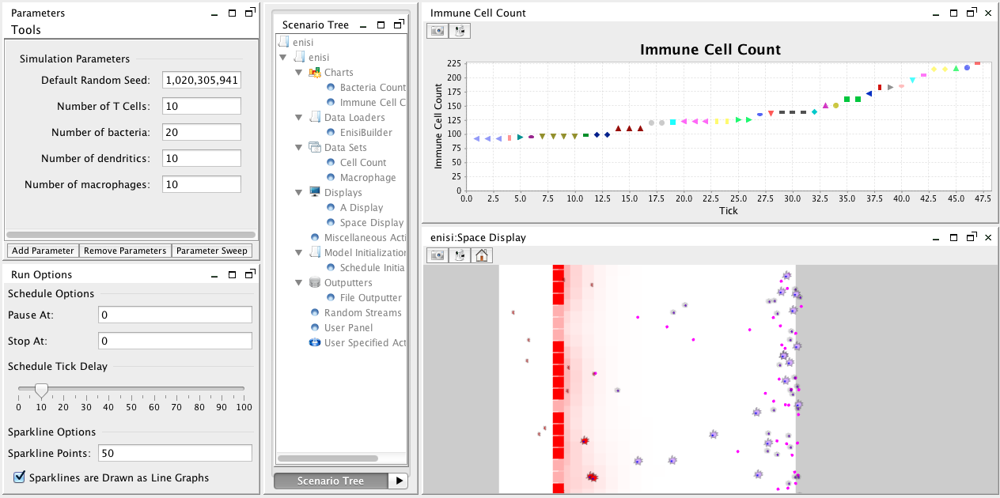 Parameters
Tools
Simulation Parameters
Default Random Seed: 1,020,305,941
Number of T Cells: 10
Number of bacteria: 20
Number of dendritics: 10
Number of macrophages: 10
Add Parameter Remove Parameters Parameter Sweep
Run Options
Schedule Options
Pause At: 0
Stop At: 0
Schedule Tick Delay
0 10 20 30 40 50 60 70 80 90 100
Sparkline Options
Sparkline Points: 50
Sparklines are Drawn as Line Graphs
Scenario Tree
enisi
enisi
Charts
Bacteria Count
Immune Cell C
Data Loaders
EnisiBuilder
Data Sets
Cell Count
Macrophage
Displays
A Display
Space Display
Miscellaneous Acti
Model Initialization
Schedule Initia
Outputters
File Outputter
Random Streams
User Panel
User Specified Act
Scenario Tree
Immune Cell Count
Immune Cell Count
Immune Cell Count
225
200
175
150
125
100
75
50
25
0
0.0 2.5 5.0 7.5 10.0 12.5 15.0 17.5 20.0 22.5 25.0 27.5 30.0 32.5 35.0 37.5 40.0 42.5 45.0 47.5
Tick
enisi:Space Display